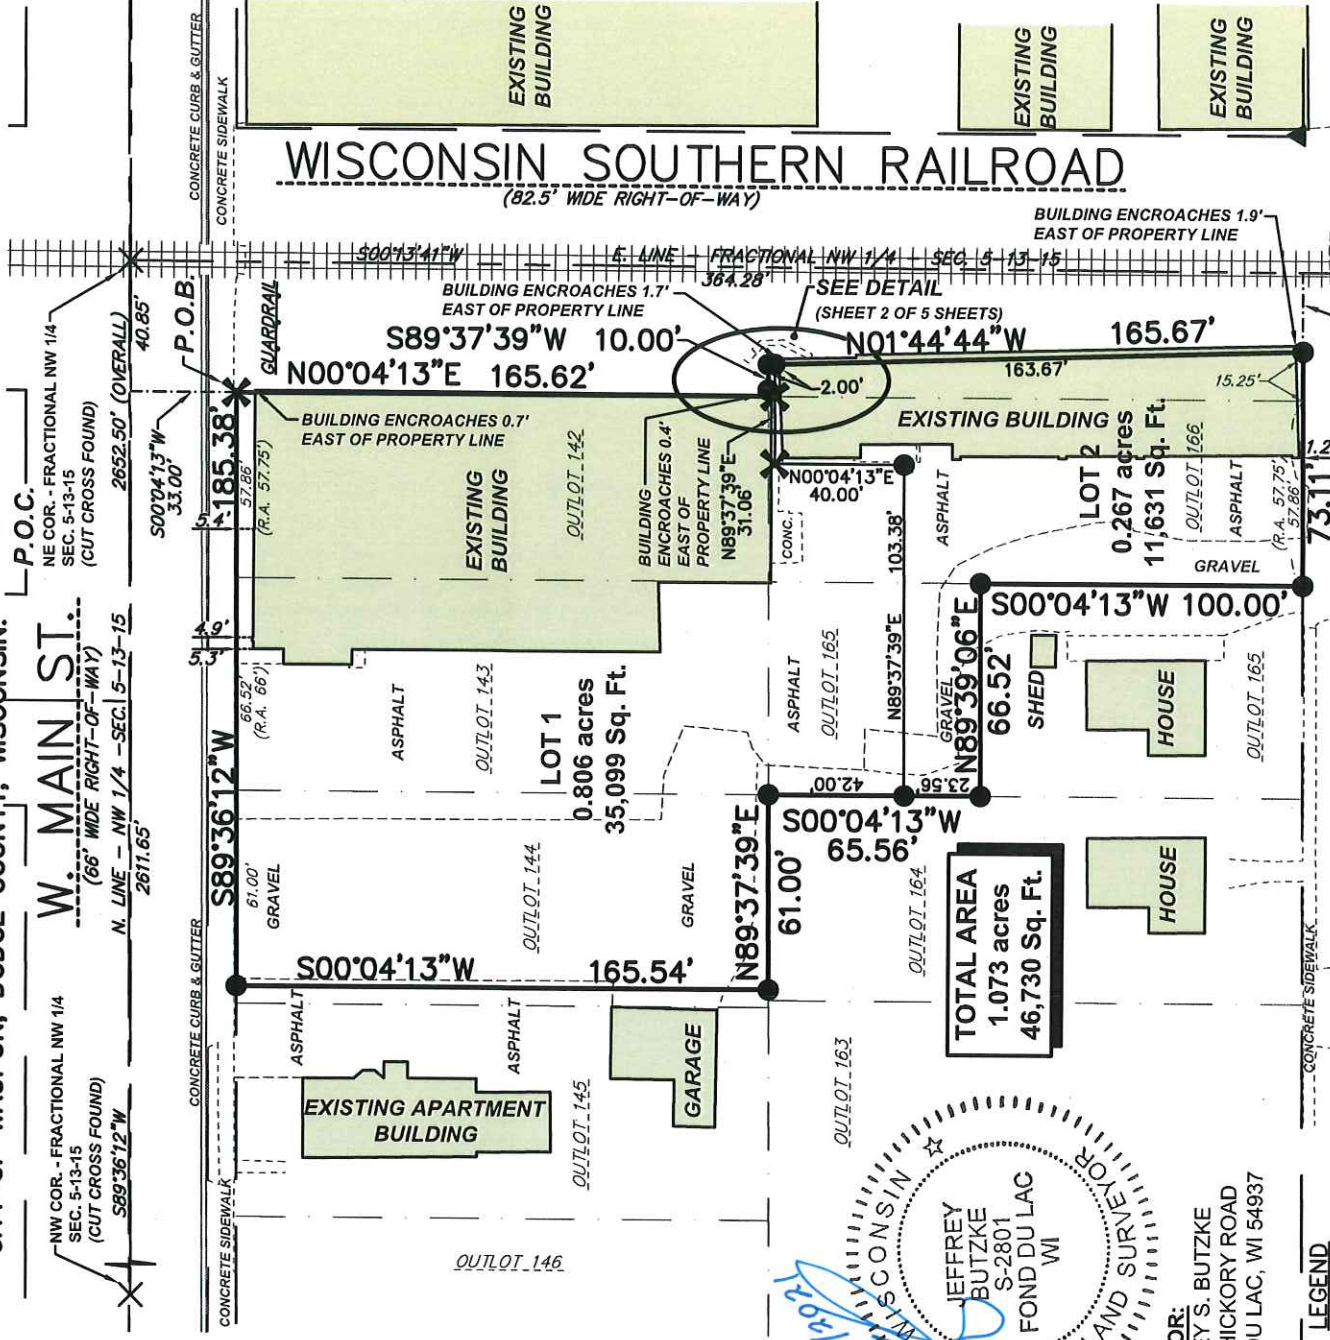 EXISTING
BUILDING
EXISTING
BUILDING
EXISTING
BUILDING
CONCRETE CURB & GUTTER
CONCRETE SIDEWALK
WISCONSIN SOUTHERN RAILROAD
(82.5' WIDE RIGHT-OF-WAY)
BUILDING ENCROACHES 1.9'
EAST OF PROPERTY LINE
S00°13'41"W
E. LINE - FRACTIONAL NW 1/4 - SEC. 5-13-15
364.28'
BUILDING ENCROACHES 1.7'
EAST OF PROPERTY LINE
SEE DETAIL
(SHEET 2 OF 5 SHEETS)
S89°37'39"W 10.00'
N01°44'44"W 165.67'
163.67'
2.00'
15.25'
N00°04'13"E 165.62'
GUARDRAIL
P.O.B.
40.85'
BUILDING ENCROACHES 0.7'
EAST OF PROPERTY LINE
EXISTING BUILDING
P.O.C.
NE COR. - FRACTIONAL NW 1/4
SEC. 5-13-15
(CUT CROSS FOUND)
2652.50' (OVERALL)
S00°04'13"W
33.00'
185.38'
57.86'
(R.A. 57.75')
5.4'
EXISTING
BUILDING
OUTLOT 142
BUILDING
ENCROACHES 0.4'
EAST OF
PROPERTY LINE
N89°37'39"E
31.06'
N00°04'13"E
40.00'
CONC.
103.38'
N89°37'39"E
ASPHALT
LOT 2
0.267 acres
11,631 Sq. Ft.
OUTLOT 166
ASPHALT
(R.A. 57.75')
57.86'
73.11'
GRAVEL
S00°04'13"W 100.00'
4.9'
5.3'
66.52'
(R.A. 66')
W. MAIN ST.
(66' WIDE RIGHT-OF-WAY)
N. LINE - NW 1/4 - SEC. 5-13-15
2611.65'
S89°36'12"W
ASPHALT
OUTLOT 143
LOT 1
0.806 acres
35,099 Sq. Ft.
ASPHALT
OUTLOT 165
GRAVEL
N89°39'06"E
66.52'
SHED
HOUSE
OUTLOT 165
42.00'
23.56'
S00°04'13"W
65.56'
61.00'
GRAVEL
OUTLOT 144
GRAVEL
N89°37'39"E
61.00'
OUTLOT 164
TOTAL AREA
1.073 acres
46,730 Sq. Ft.
HOUSE
CONCRETE SIDEWALK
S00°04'13"W 165.54'
CONCRETE CURB & GUTTER
NW COR. - FRACTIONAL NW 1/4
SEC. 5-13-15
(CUT CROSS FOUND)
S89°36'12"W
ASPHALT
ASPHALT
GARAGE
EXISTING APARTMENT
BUILDING
OUTLOT 145
OUTLOT 163
CONCRETE SIDEWALK
OUTLOT 146
WISCONSIN
JEFFREY
BUTZKE
S-2801
FOND DU LAC
WI
LAND SURVEYOR
S. BUTZKE
HICKORY ROAD
LAC, WI 54937
LEGEND